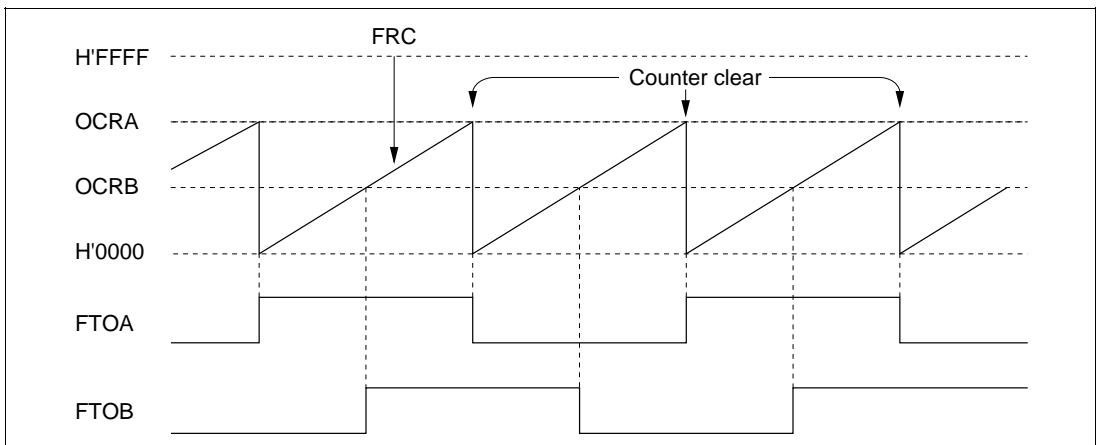 FRC
H'FFFF
Counter clear
OCRA
OCRB
H'0000
FTOA
FTOB